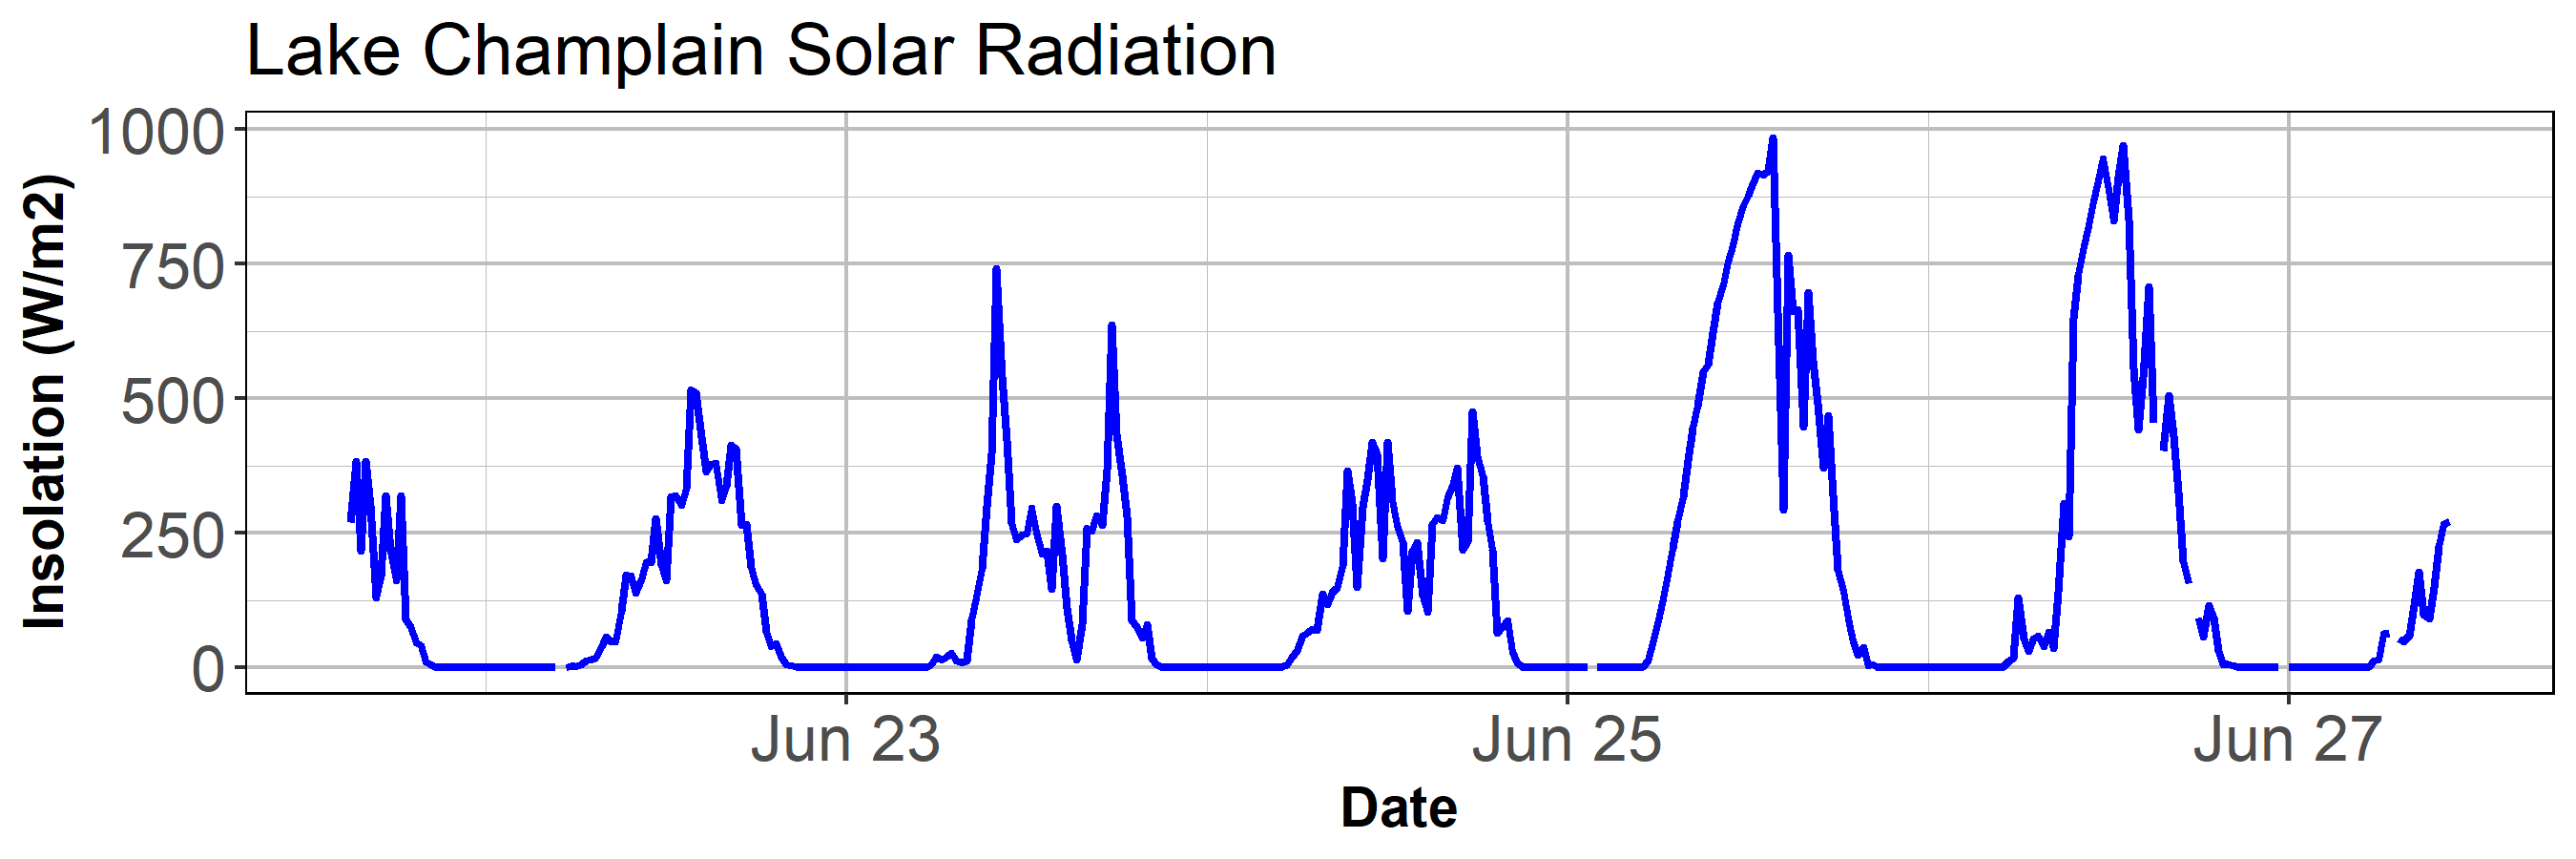 Lake Champlain Solar Radiation
1000
750
500
250
0
Insolation (W/m2)
Jun 23 Jun 25 Jun 27
Date